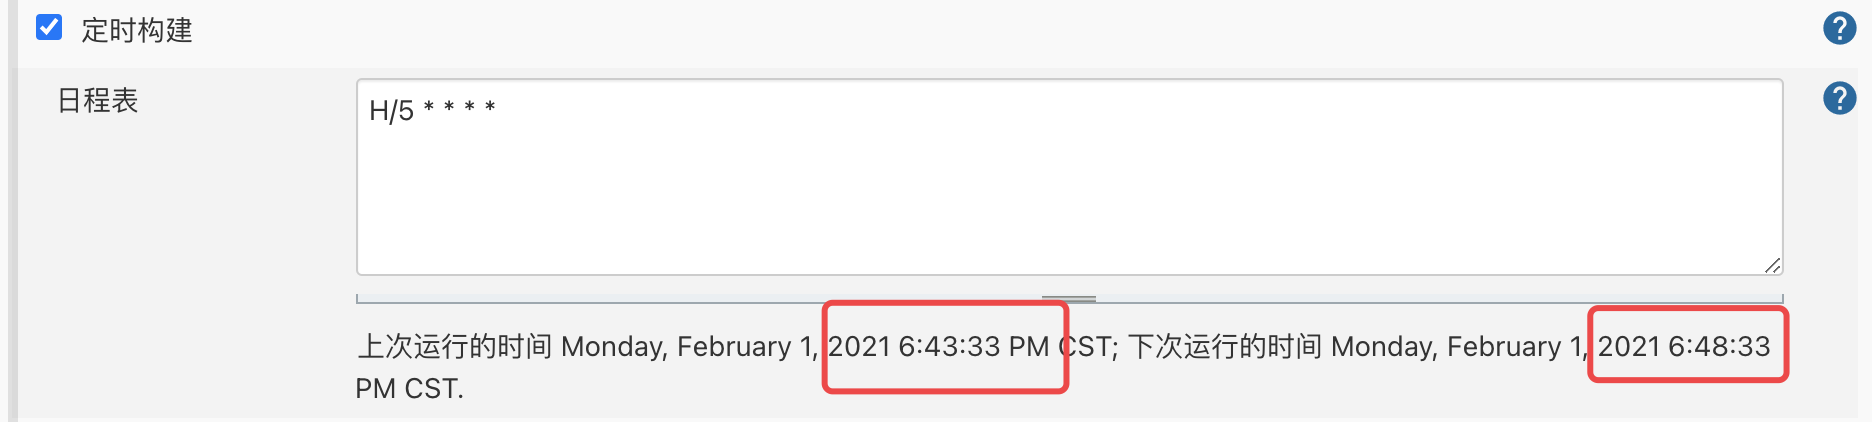 定时构建
?
日程表
H/5 * * * *
?
上次运行的时间 Monday, February 1, 2021 6:43:33 PM CST; 下次运行的时间 Monday, February 1, 2021 6:48:33
PM CST.